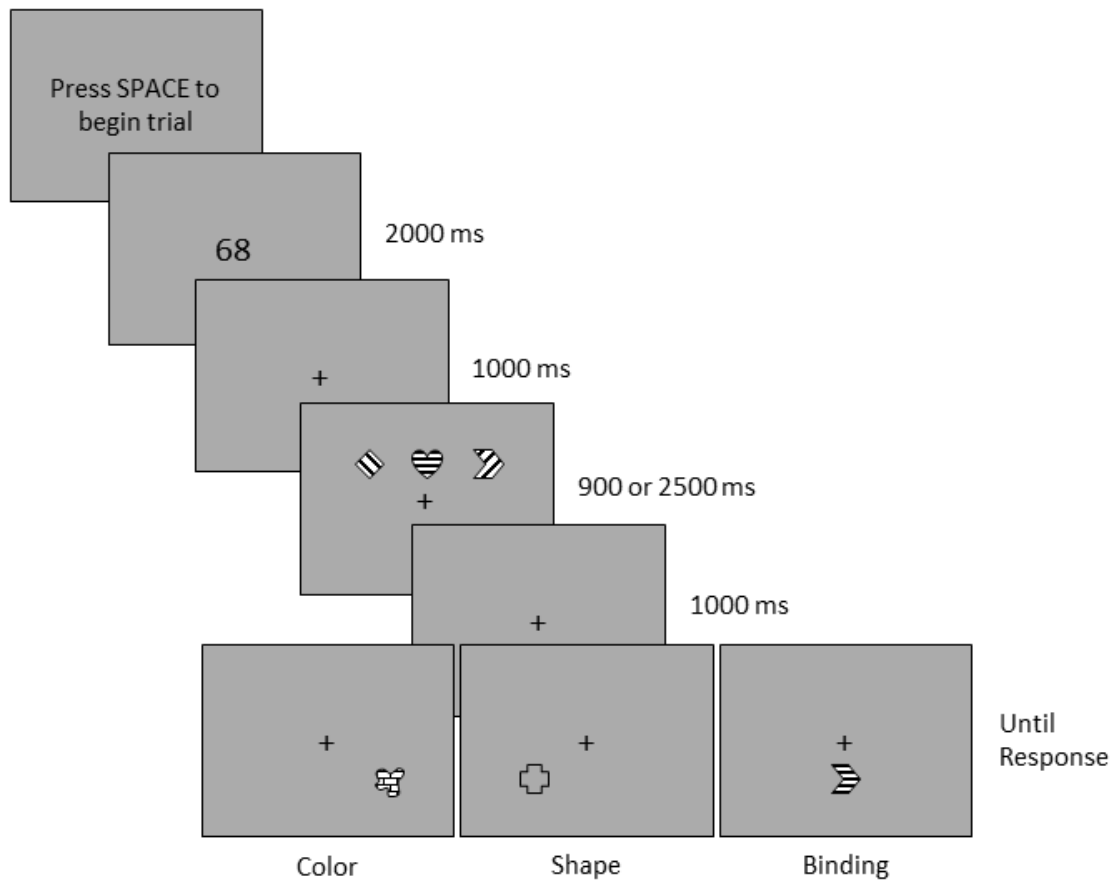 Press SPACE to
begin trial
68
2000 ms
1000 ms
900 or 2500 ms
1000 ms
Until
Response
Color
Shape
Binding